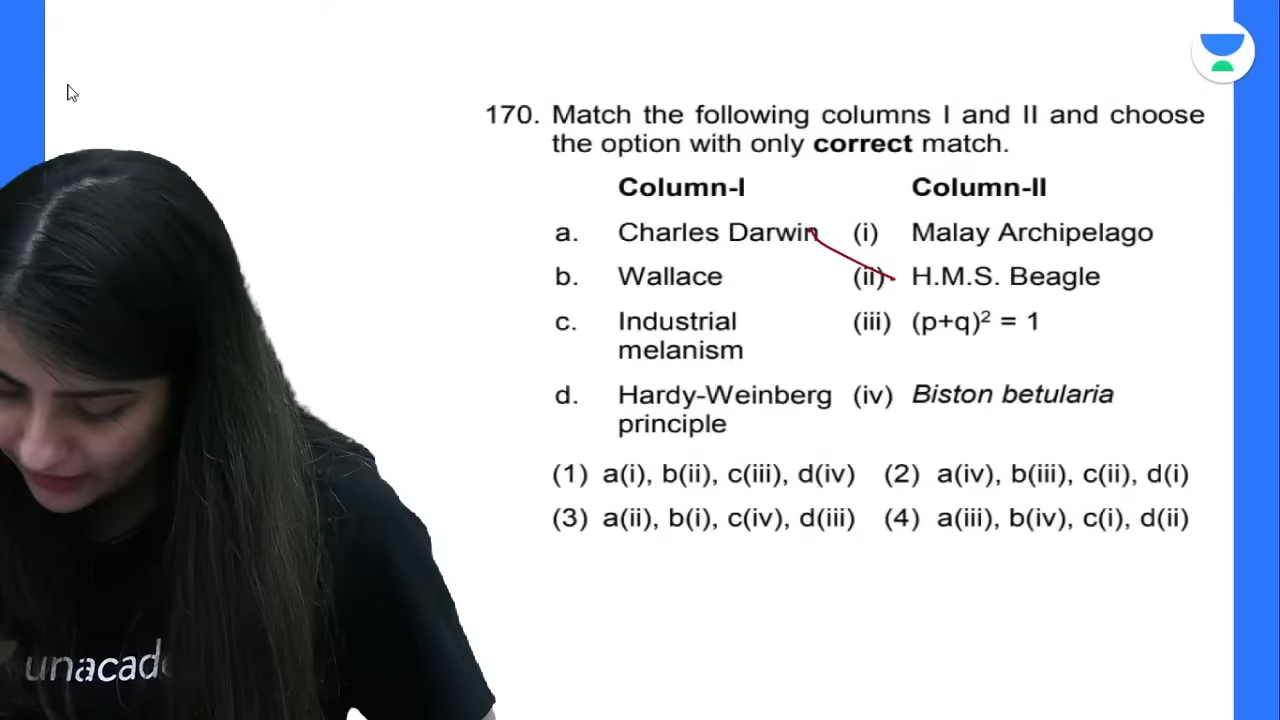 170. Match the following columns I and II and choose
the option with only correct match.
Column-I Column-II
a. Charles Darwin (i) Malay Archipelago
b. Wallace (ii) H.M.S. Beagle
c. Industrial (iii) (p+q)² = 1
melanism
d. Hardy-Weinberg (iv) Biston betularia
principle
(1) a(i), b(ii), c(iii), d(iv) (2) a(iv), b(iii), c(ii), d(i)
(3) a(ii), b(i), c(iv), d(iii) (4) a(iii), b(iv), c(i), d(ii)
unacade